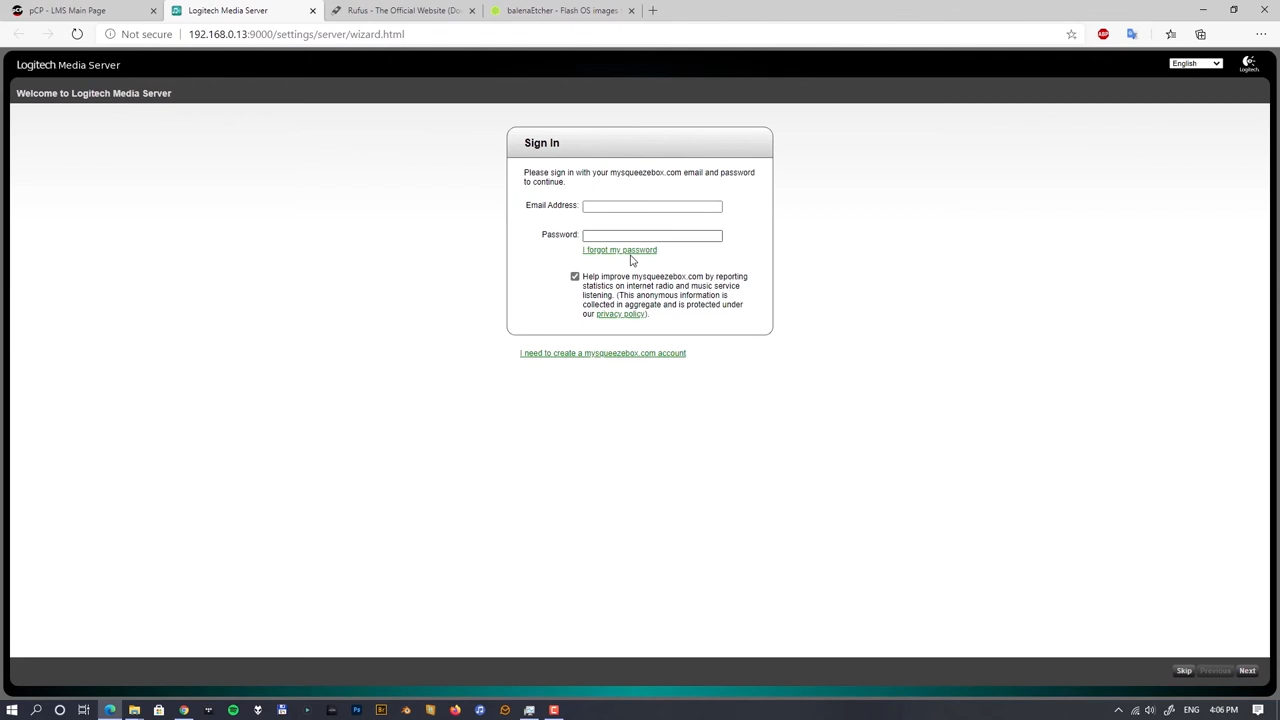 pCP - LMS Main Page
Logitech Media Server
Rufus - The Official Website (Do
balenaEtcher - Flash OS images
Not secure
192.168.0.13:9000/settings/server/wizard.html
ABP
Logitech Media Server
English
Logitech
Welcome to Logitech Media Server
Sign In
Please sign in with your mysqueezebox.com email and password
to continue.
Email Address:
Password:
I forgot my password
Help improve mysqueezebox.com by reporting
statistics on internet radio and music service
listening. (This anonymous information is
collected in aggregate and is protected under
our privacy policy).
I need to create a mysqueezebox.com account
Skip
Previous
Next
Ps
Br
4:06 PM